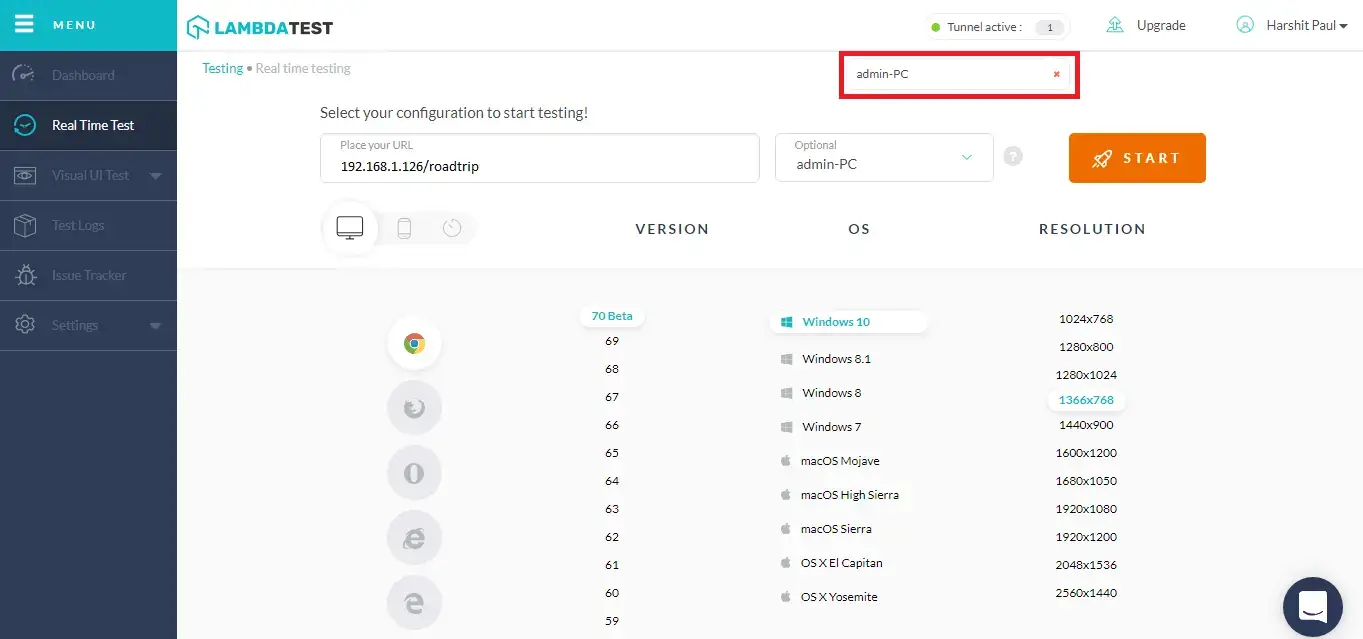 MENU
LAMBDATEST
Tunnel active : 1
Upgrade
Harshit Paul
Dashboard
Real Time Test
Visual UI Test
Test Logs
Issue Tracker
Settings
Testing • Real time testing
admin-PC
Select your configuration to start testing!
Place your URL
192.168.1.126/roadtrip
Optional
admin-PC
?
START
VERSION
70 Beta
69
68
67
66
65
64
63
62
61
60
59
OS
Windows 10
Windows 8.1
Windows 8
Windows 7
macOS Mojave
macOS High Sierra
macOS Sierra
OS X El Capitan
OS X Yosemite
RESOLUTION
1024x768
1280x800
1280x1024
1366x768
1440x900
1600x1200
1680x1050
1920x1080
1920x1200
2048x1536
2560x1440